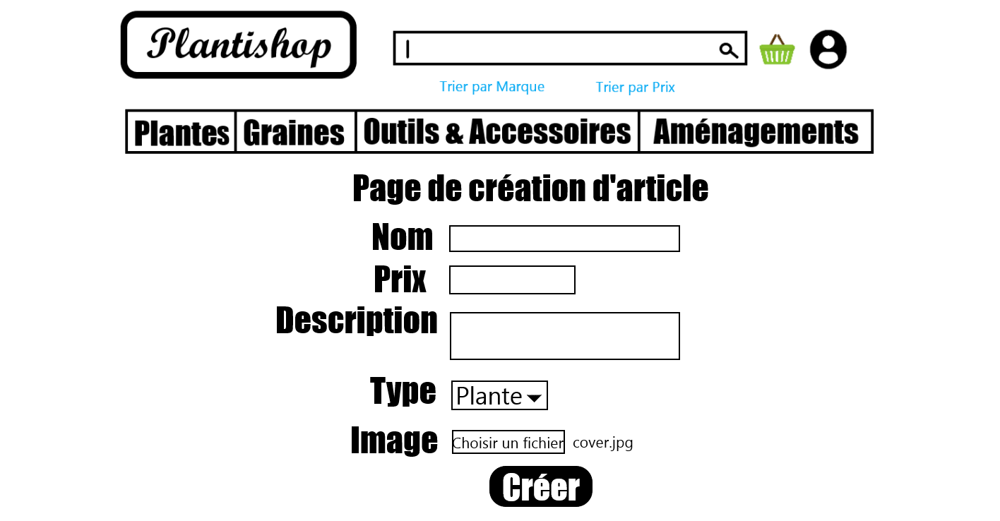 Plantishop
Trier par Marque Trier par Prix
Plantes Graines Outils & Accessoires Aménagements
Page de création d'article
Nom
Prix
Description
Type Plante
Image Choisir un fichier cover.jpg
Créer